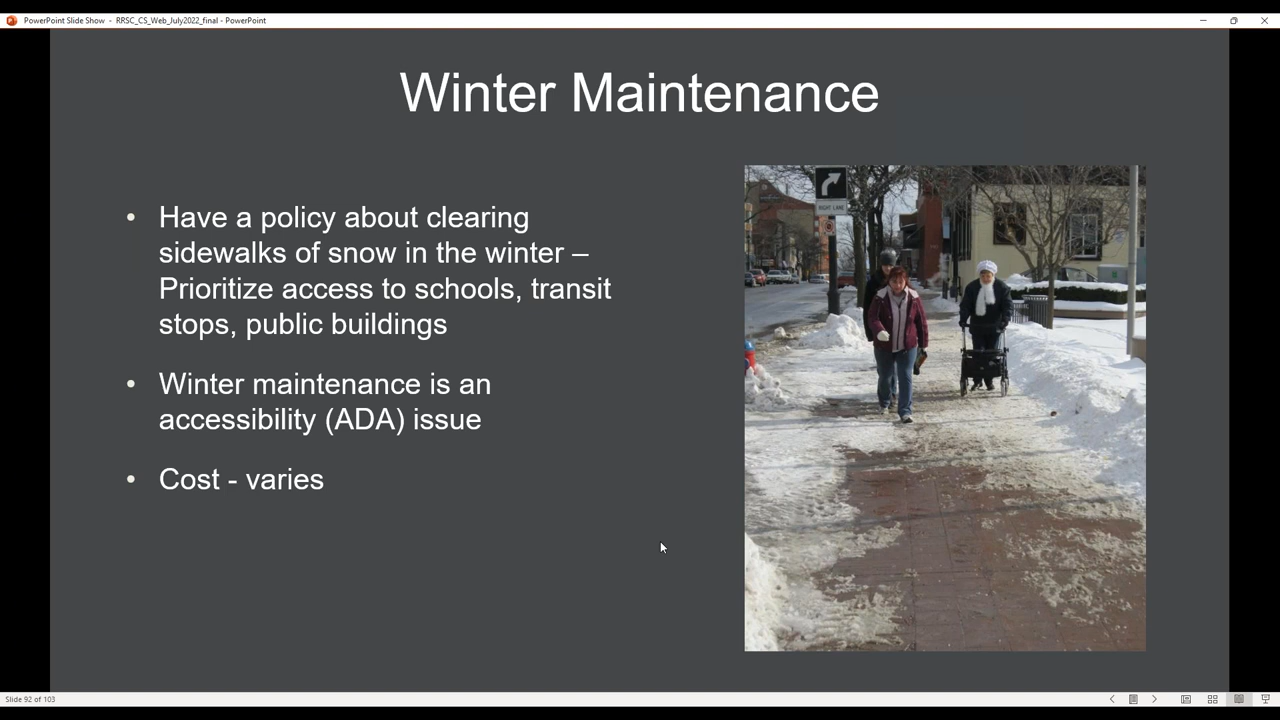 PowerPoint Slide Show - RRSC_CS_Web_July2022_final - PowerPoint
Winter Maintenance
• Have a policy about clearing
sidewalks of snow in the winter –
Prioritize access to schools, transit
stops, public buildings
• Winter maintenance is an
accessibility (ADA) issue
• Cost - varies
RIGHT LANE
Slide 92 of 103